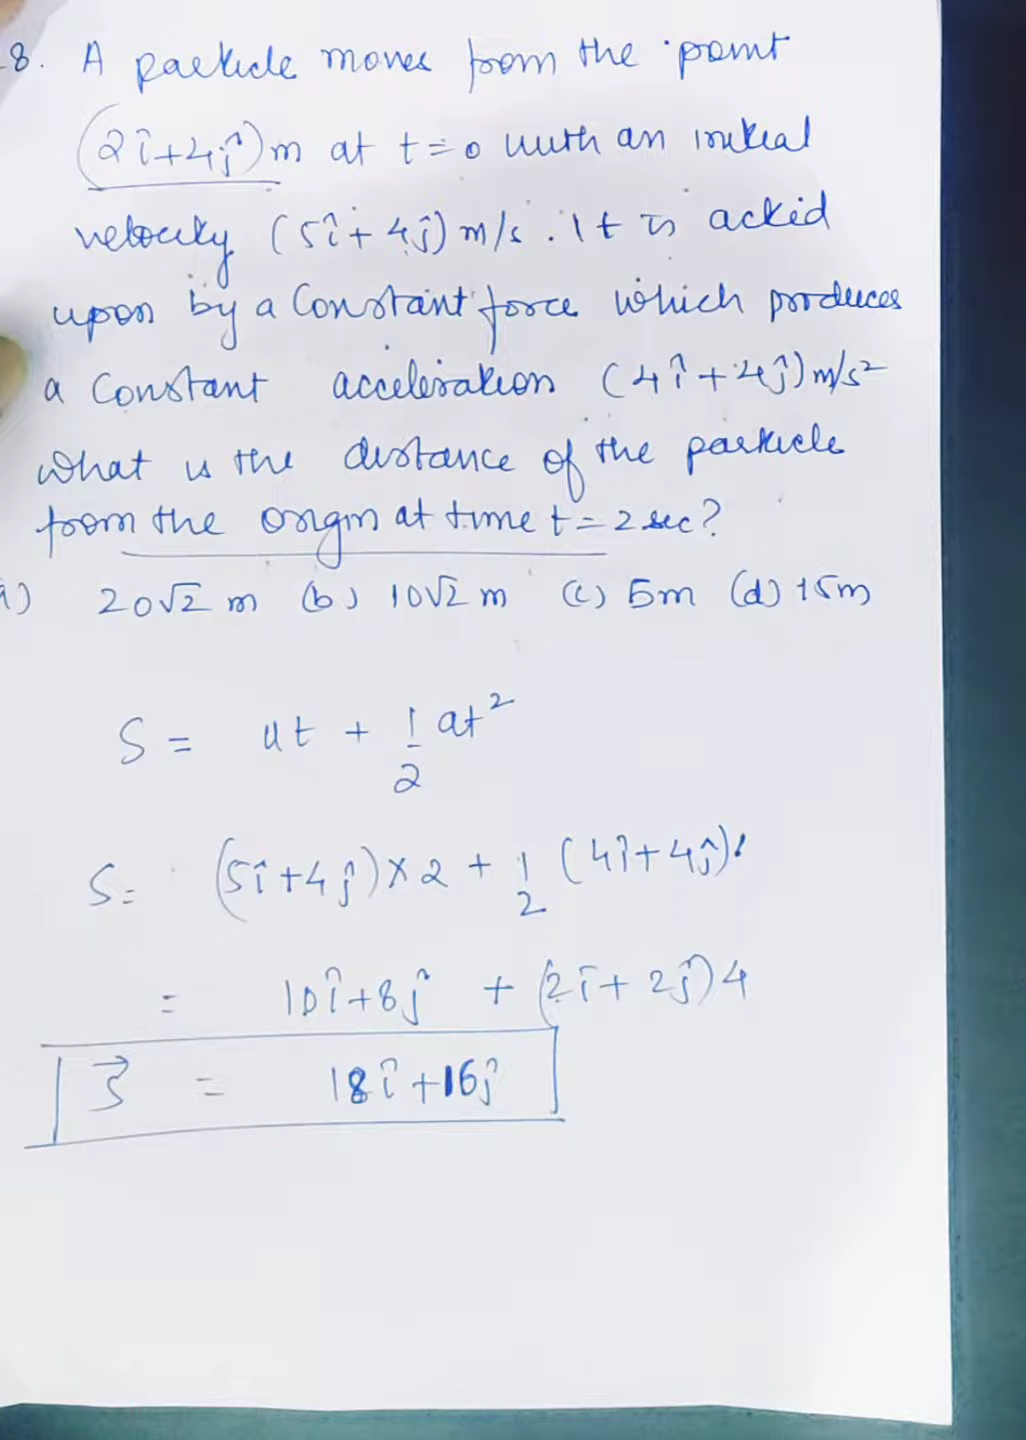 8. A particle moves from the point
(2î+4ĵ)m at t=0 with an initial
velocity (5î+4ĵ) m/s. It is acted
upon by a constant force which produces
a constant acceleration (4î+4ĵ)m/s²
what is the distance of the particle
from the origin at time t=2 sec?
a) 20√2 m (b) 10√2 m (c) 5m (d) 15m
S = ut + 1/2 at²
S= (5î+4ĵ)×2 + 1/2 (4î+4ĵ)
= 10î+8ĵ + (2î+2ĵ)4
S⃗ = 18î+16ĵ